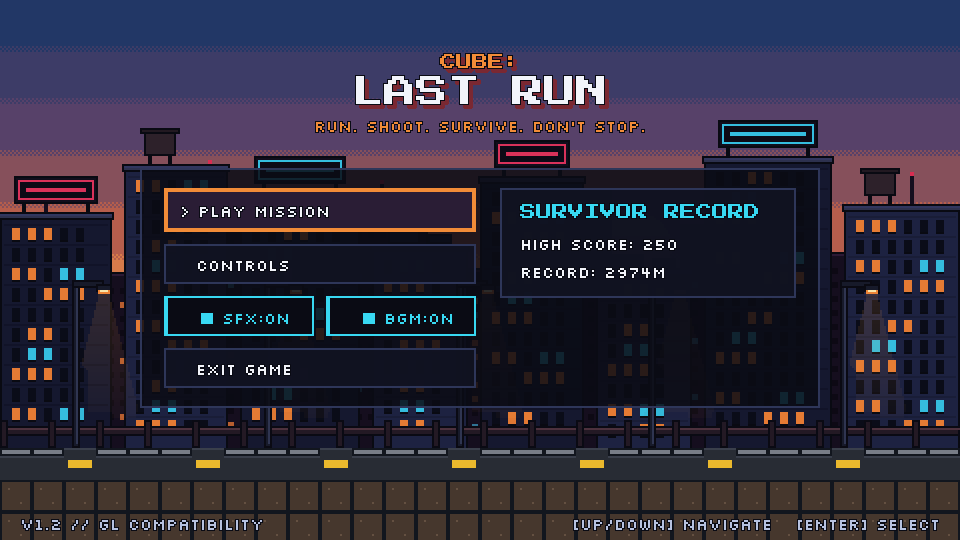 CUBE:
LAST RUN
RUN. SHOOT. SURVIVE. DON'T STOP.
> PLAY MISSION
CONTROLS
SFX:ON
BGM:ON
EXIT GAME
SURVIVOR RECORD
HIGH SCORE: 250
RECORD: 2974M
V1.2 // GL COMPATIBILITY
[UP/DOWN] NAVIGATE [ENTER] SELECT